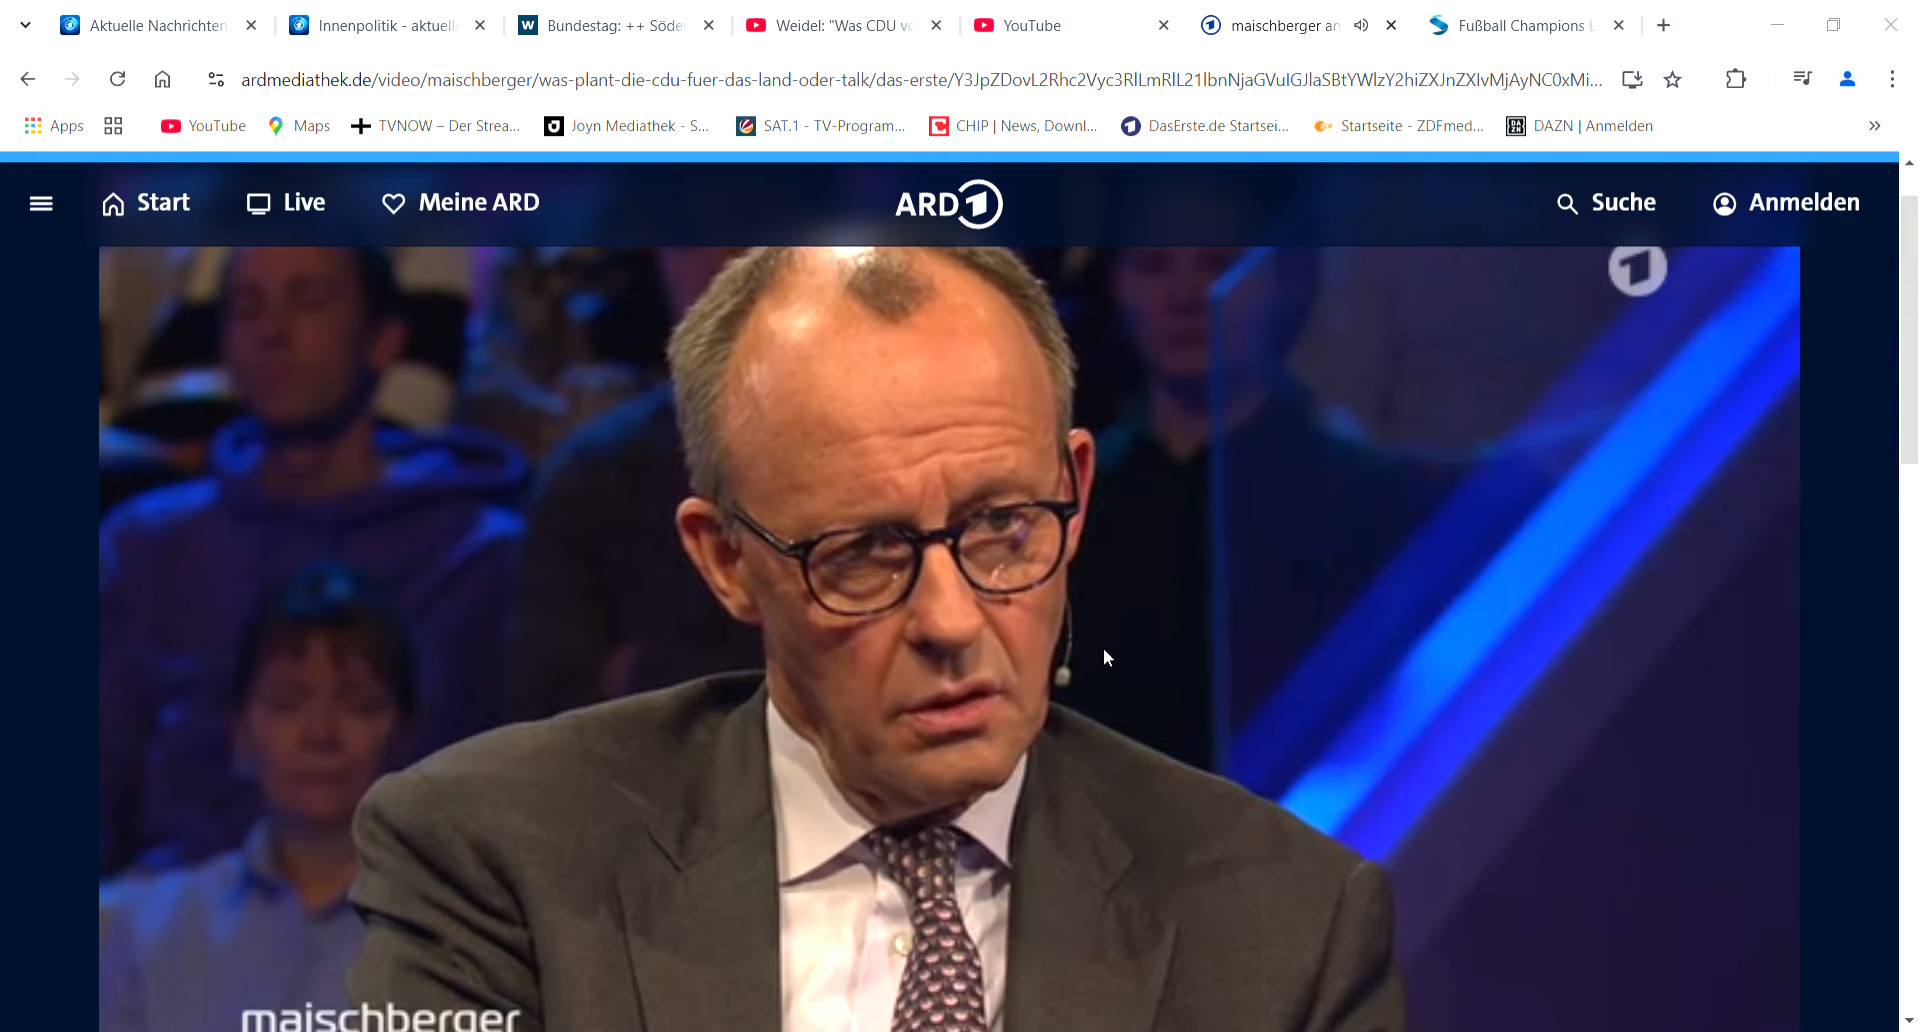 Aktuelle Nachrichten
Innenpolitik - aktuell
Bundestag: ++ Söde
Weidel: "Was CDU vo
YouTube
maischberger an
Fußball Champions L
ardmediathek.de/video/maischberger/was-plant-die-cdu-fuer-das-land-oder-talk/das-erste/Y3JpZDovL2Rhc2Vyc3RlLmRlL21lbnNjaGVuIGJlaSBtYWlzY2hiZXJnZXIvMjAyNC0xMi...
Apps
YouTube
Maps
TVNOW – Der Strea...
Joyn Mediathek - S...
SAT.1 - TV-Program...
CHIP | News, Downl...
DasErste.de Startsei...
Startseite - ZDFmed...
DAZN | Anmelden
Start
Live
Meine ARD
ARD 1
Suche
Anmelden
1
maischberger